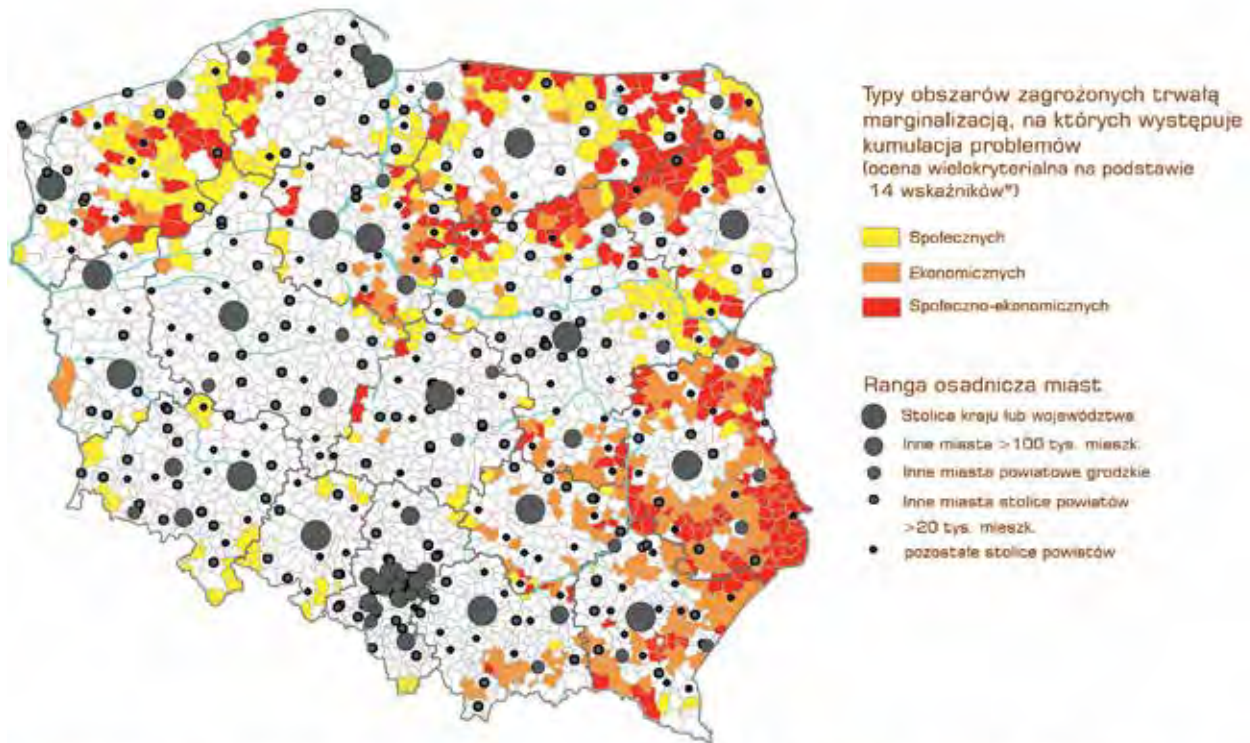 Typy obszarów zagrożonych trwałą
marginalizacją, na których występuje
kumulacja problemów
(ocena wielokryterialna na podstawie
14 wskaźników*)
Społecznych
Ekonomicznych
Społeczno-ekonomicznych
Ranga osadnicza miast
Stolice kraju lub województwa
Inne miasta >100 tys. mieszk.
Inne miasta powiatowe grodzkie
Inne miasta stolice powiatów
>20 tys. mieszk.
pozostałe stolice powiatów